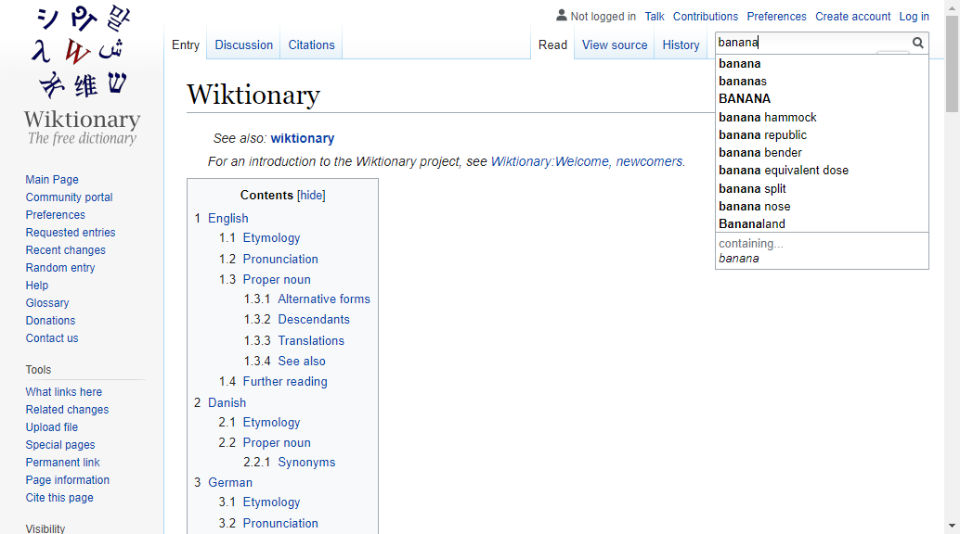 シ ዎ 말
λ W ش
ネ 维 ש
Wiktionary
The free dictionary
Main Page
Community portal
Preferences
Requested entries
Recent changes
Random entry
Help
Glossary
Donations
Contact us
Tools
What links here
Related changes
Upload file
Special pages
Permanent link
Page information
Cite this page
Visibility
Not logged in Talk Contributions Preferences Create account Log in
Entry Discussion Citations Read View source History
banana
banana
bananas
BANANA
banana hammock
banana republic
banana bender
banana equivalent dose
banana split
banana nose
Bananaland
containing...
banana
Wiktionary
See also: wiktionary
For an introduction to the Wiktionary project, see Wiktionary:Welcome, newcomers.
Contents [hide]
1 English
1.1 Etymology
1.2 Pronunciation
1.3 Proper noun
1.3.1 Alternative forms
1.3.2 Descendants
1.3.3 Translations
1.3.4 See also
1.4 Further reading
2 Danish
2.1 Etymology
2.2 Proper noun
2.2.1 Synonyms
3 German
3.1 Etymology
3.2 Pronunciation